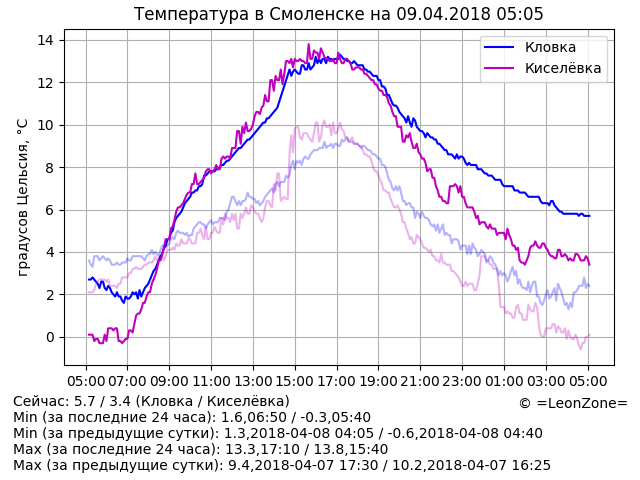 Температура в Смоленске на 09.04.2018 05:05
градусов Цельсия, °C
14
12
10
8
6
4
2
0
Кловка
Киселёвка
05:00 07:00 09:00 11:00 13:00 15:00 17:00 19:00 21:00 23:00 01:00 03:00 05:00
Сейчас: 5.7 / 3.4 (Кловка / Киселёвка)
© =LeonZone=
Min (за последние 24 часа): 1.6,06:50 / -0.3,05:40
Min (за предыдущие сутки): 1.3,2018-04-08 04:05 / -0.6,2018-04-08 04:40
Max (за последние 24 часа): 13.3,17:10 / 13.8,15:40
Max (за предыдущие сутки): 9.4,2018-04-07 17:30 / 10.2,2018-04-07 16:25